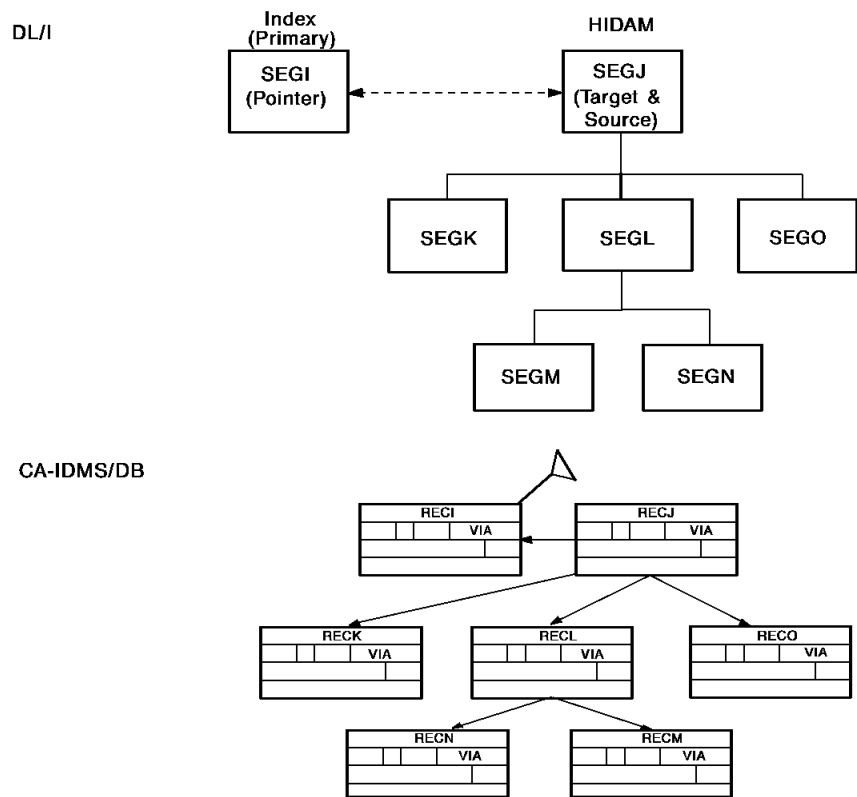 DL/I
Index
(Primary)
HIDAM
SEGI
(Pointer)
SEGJ
(Target &
Source)
SEGK
SEGL
SEGO
SEGM
SEGN
CA-IDMS/DB
RECI
VIA
RECJ
VIA
RECK
VIA
RECL
VIA
RECO
VIA
RECN
VIA
RECM
VIA